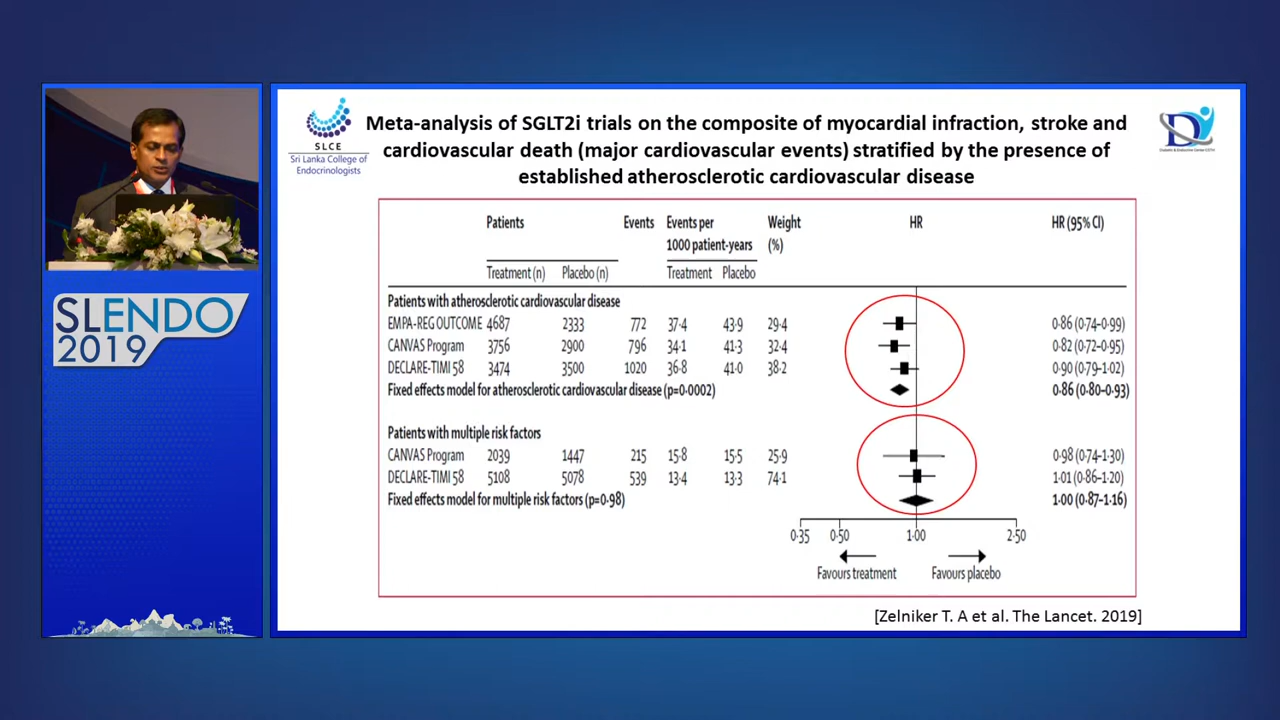 SLCE
Sri Lanka College of
Endocrinologists
Meta-analysis of SGLT2i trials on the composite of myocardial infraction, stroke and
cardiovascular death (major cardiovascular events) stratified by the presence of
established atherosclerotic cardiovascular disease
D
Diabetic & Endocrine Center CSTH
Patients Events Events per Weight HR HR (95% CI)
1000 patient-years (%)
Treatment (n) Placebo (n) Treatment Placebo
Patients with atherosclerotic cardiovascular disease
EMPA-REG OUTCOME 4687 2333 772 37·4 43·9 29·4 0·86 (0·74–0·99)
CANVAS Program 3756 2900 796 34·1 41·3 32·4 0·82 (0·72–0·95)
DECLARE-TIMI 58 3474 3500 1020 36·8 41·0 38·2 0·90 (0·79–1·02)
Fixed effects model for atherosclerotic cardiovascular disease (p=0·0002) 0·86 (0·80–0·93)
Patients with multiple risk factors
CANVAS Program 2039 1447 215 15·8 15·5 25·9 0·98 (0·74–1·30)
DECLARE-TIMI 58 5108 5078 539 13·4 13·3 74·1 1·01 (0·86–1·20)
Fixed effects model for multiple risk factors (p=0·98) 1·00 (0·87–1·16)
0·35 0·50 1·00 2·50
Favours treatment Favours placebo
[Zelniker T. A et al. The Lancet. 2019]
SLENDO
2019